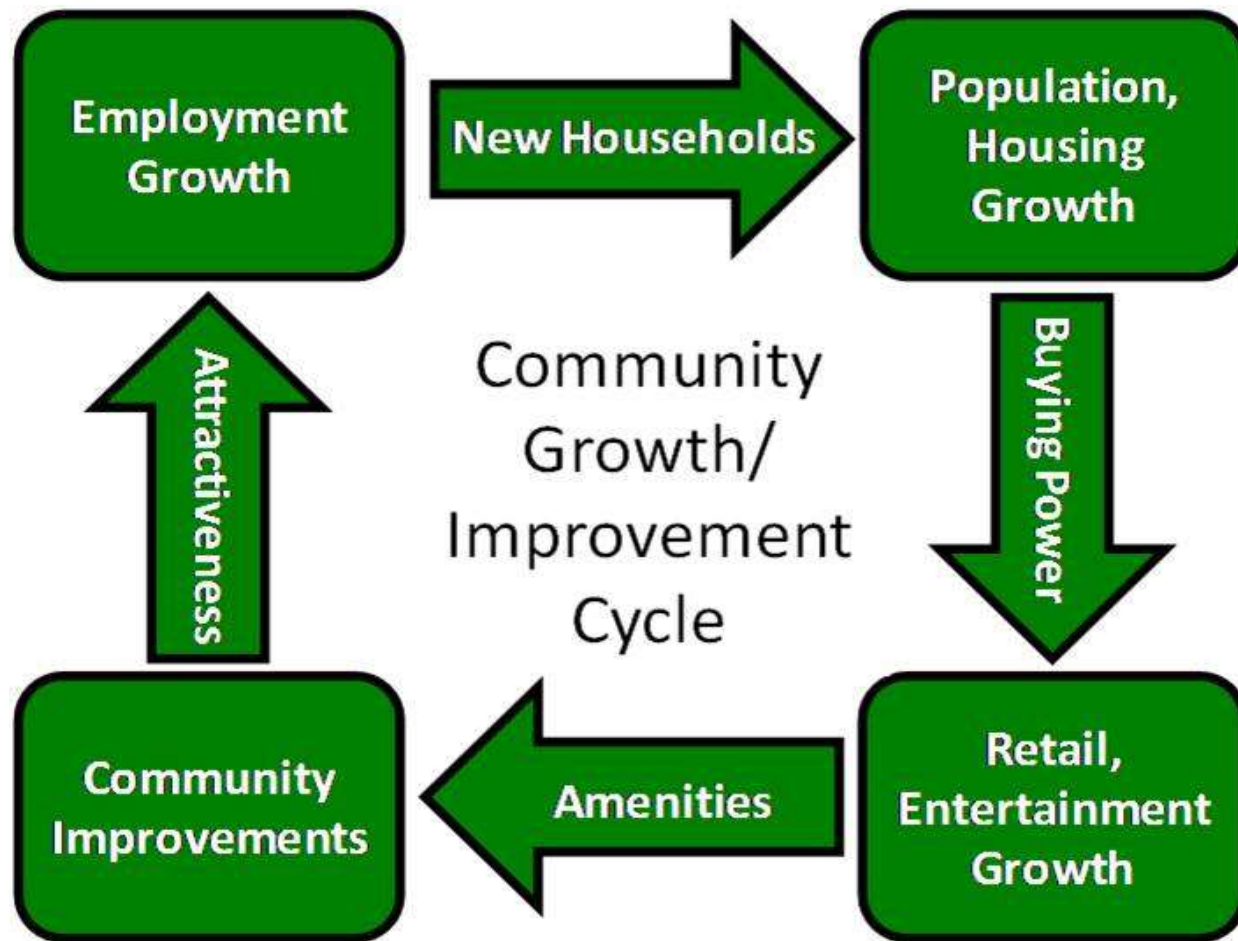 Employment
Growth
New Households
Population,
Housing
Growth
Attractiveness
Community
Growth/
Improvement
Cycle
Buying Power
Community
Improvements
Amenities
Retail,
Entertainment
Growth